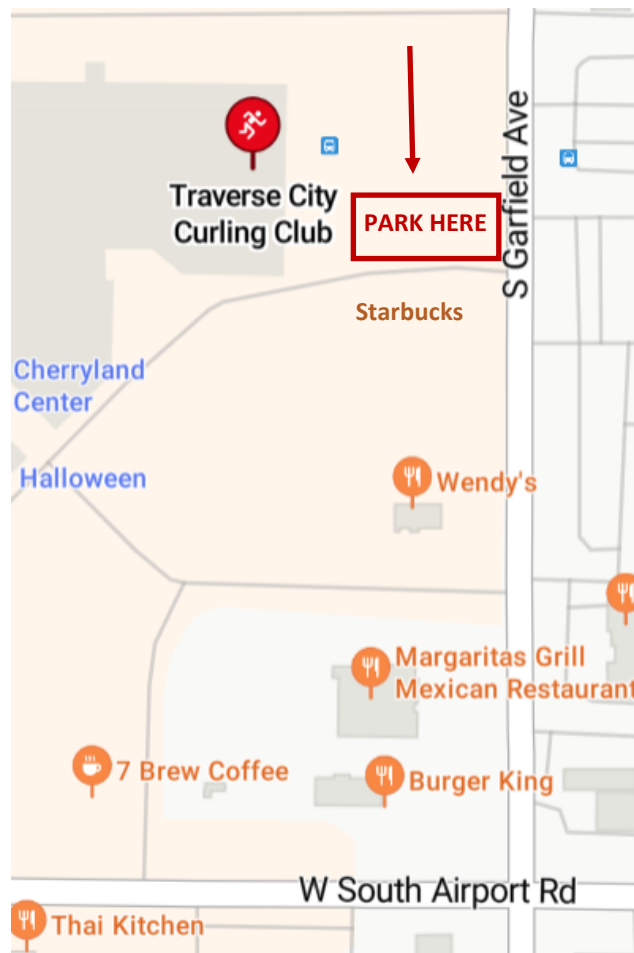 S Garfield Ave
Traverse City
Curling Club
PARK HERE
Starbucks
Cherryland
Center
Halloween
Wendy's
Margaritas Grill
Mexican Restaurant
7 Brew Coffee
Burger King
W South Airport Rd
Thai Kitchen